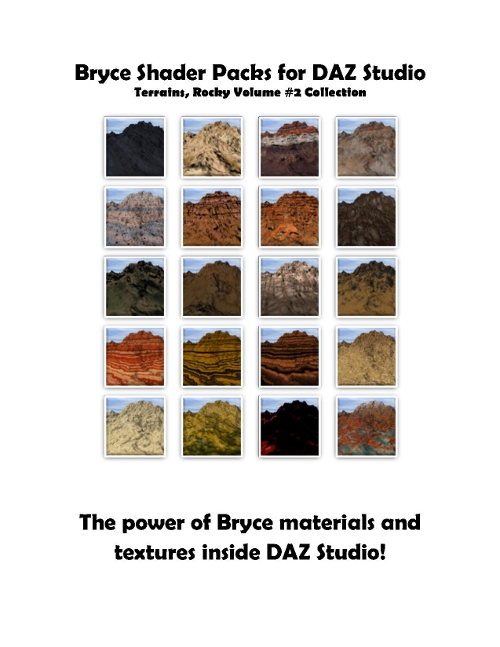 Bryce Shader Packs for DAZ Studio
Terrains, Rocky Volume #2 Collection
The power of Bryce materials and
textures inside DAZ Studio!